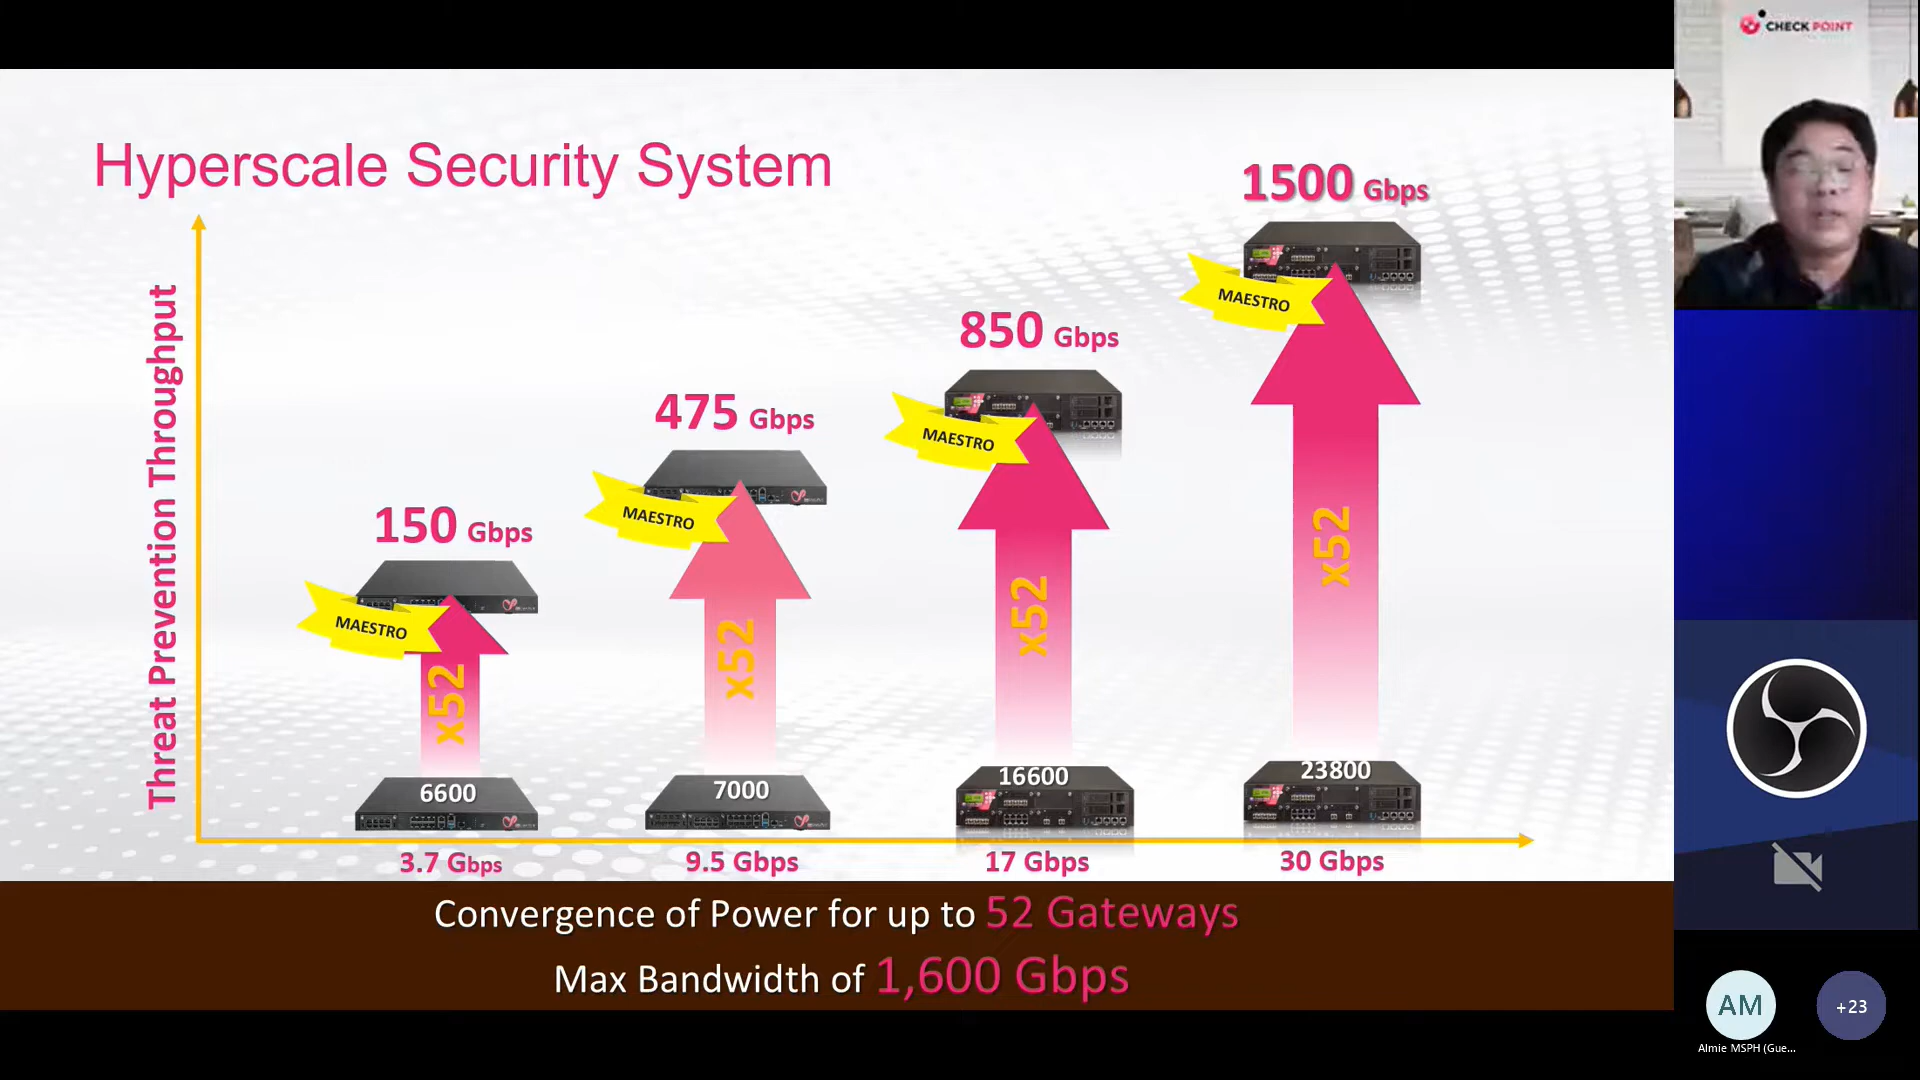 CHECK POINT
Hyperscale Security System
Threat Prevention Throughput
150 Gbps
475 Gbps
850 Gbps
1500 Gbps
MAESTRO
MAESTRO
MAESTRO
MAESTRO
x52
x52
x52
x52
6600
7000
16600
23800
3.7 Gbps
9.5 Gbps
17 Gbps
30 Gbps
Convergence of Power for up to 52 Gateways
Max Bandwidth of 1,600 Gbps
AM
+23
Almie MSPH (Gue...